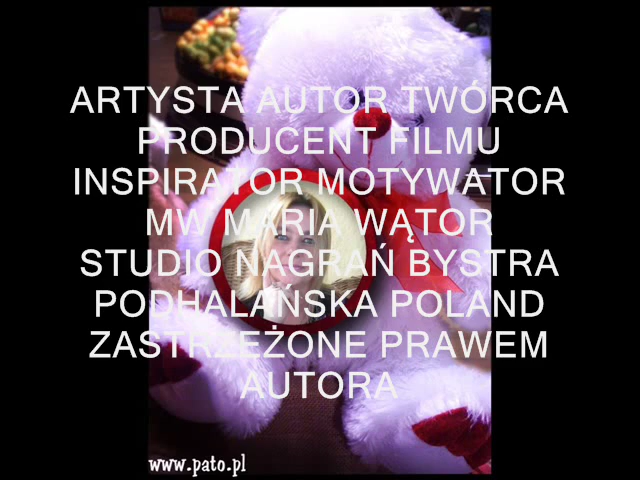 ARTYSTA AUTOR TWÓRCA
PRODUCENT FILMU
INSPIRATOR MOTYWATOR
MW MARIA WĄTOR
STUDIO NAGRAŃ BYSTRA
PODHALAŃSKA POLAND
ZASTRZEŻONE PRAWEM
AUTORA
www.pato.pl